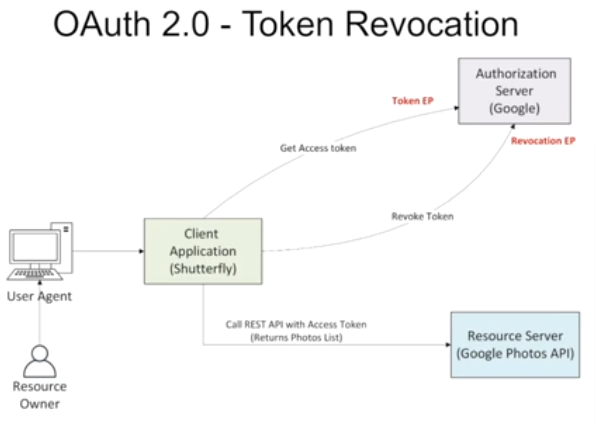 OAuth 2.0 - Token Revocation
Authorization
Server
(Google)
Token EP
Revocation EP
Get Access token
Revoke Token
Client
Application
(Shutterfly)
User Agent
Call REST API with Access Token
(Returns Photos List)
Resource Server
(Google Photos API)
Resource
Owner